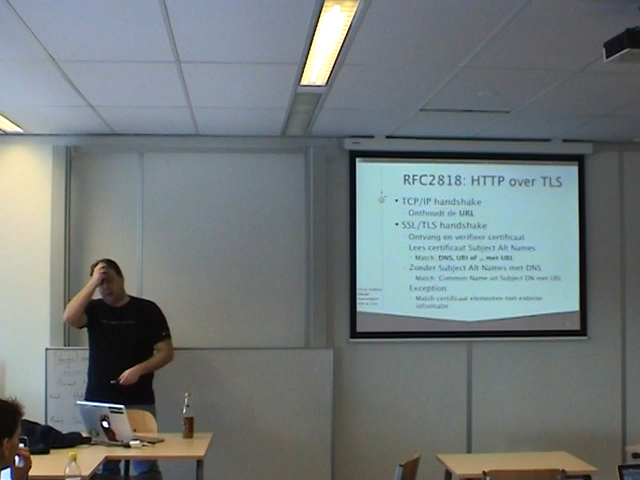 RFC2818: HTTP over TLS
• TCP/IP handshake
Onthoudt de URL
• SSL/TLS handshake
Ontvang en verifieer certificaat
Lees certificaat Subject Alt Names
Match: DNS, URI of .. met URL
Zonder Subject Alt Names met DNS
Match: Common Name uit Subject DN met URL
Exception
Match certificaat elementen met externe
informatie